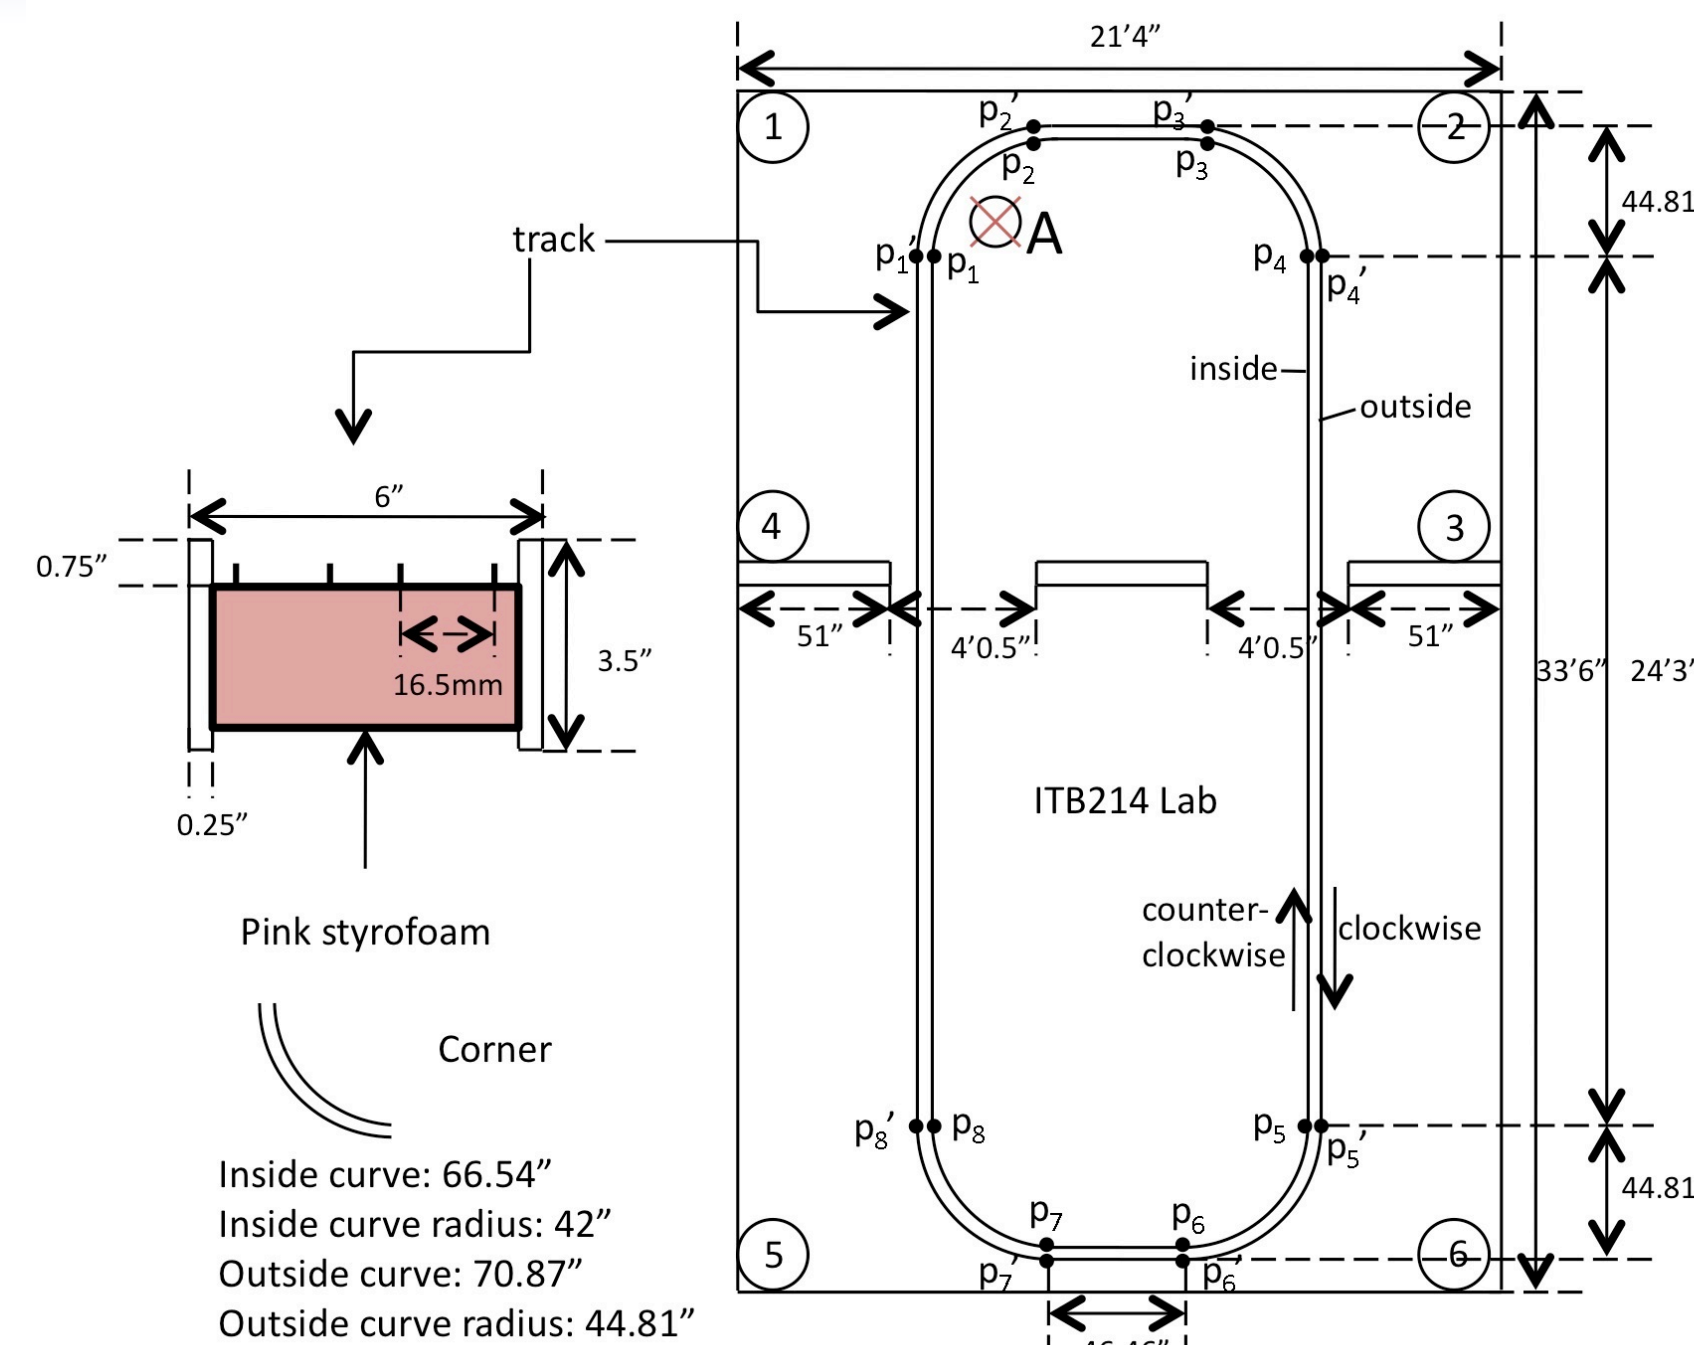 21’4”
1
p2’
p3’
2
p2
p3
44.81
A
track
p1’
p1
p4
p4’
inside
outside
6”
4
3
0.75”
51”
4’0.5”
4’0.5”
51”
3.5”
33’6”
24’3’
16.5mm
ITB214 Lab
0.25”
counter-
clockwise
clockwise
Pink styrofoam
Corner
p8’
p8
p5
p5’
Inside curve: 66.54”
44.81
Inside curve radius: 42”
p7
p6
5
6
Outside curve: 70.87”
p7’
p6’
Outside curve radius: 44.81”